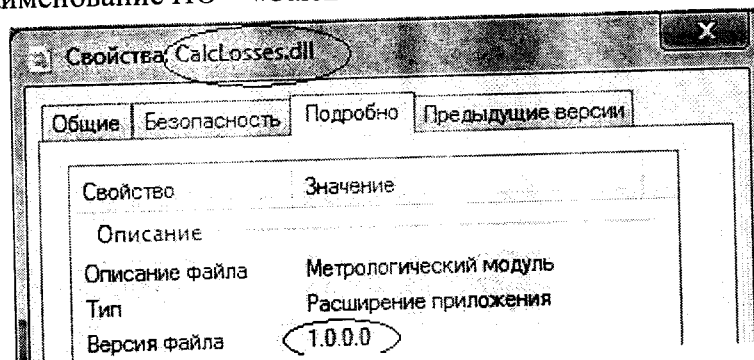 ПО
Свойства: CalcLosses.dll
Общие Безопасность Подробно Предыдущие версии
Свойство Значение
Описание
Описание файла Метрологический модуль
Тип Расширение приложения
Версия файла 1.0.0.0